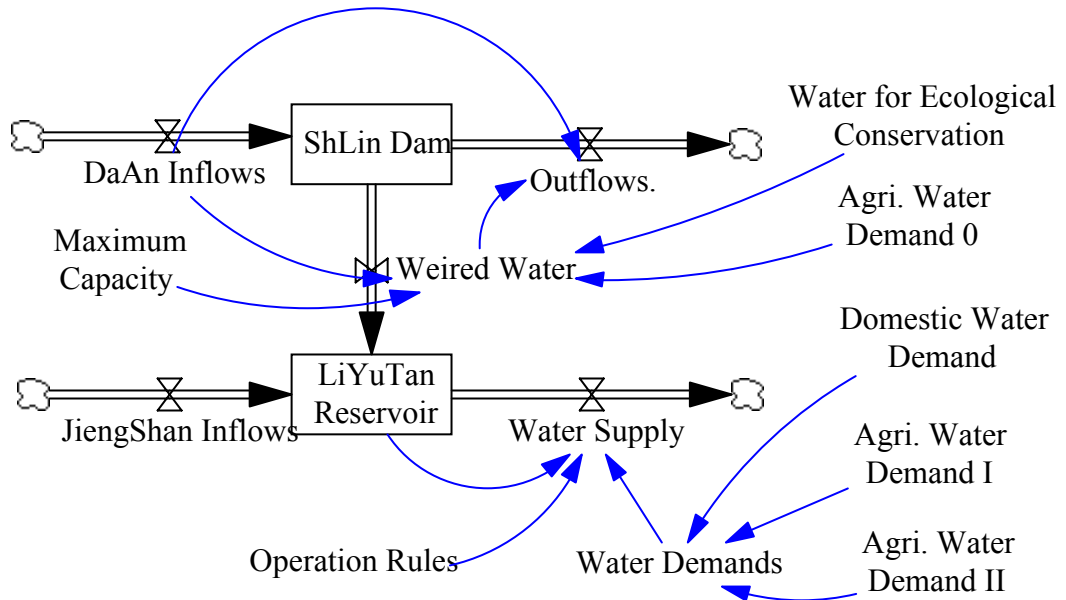 Water for Ecological
Conservation
ShLin Dam
DaAn Inflows
Outflows.
Agri. Water
Demand 0
Maximum
Capacity
Weired Water
Domestic Water
Demand
LiYuTan
Reservoir
JiengShan Inflows
Water Supply
Agri. Water
Demand I
Operation Rules
Water Demands
Agri. Water
Demand II